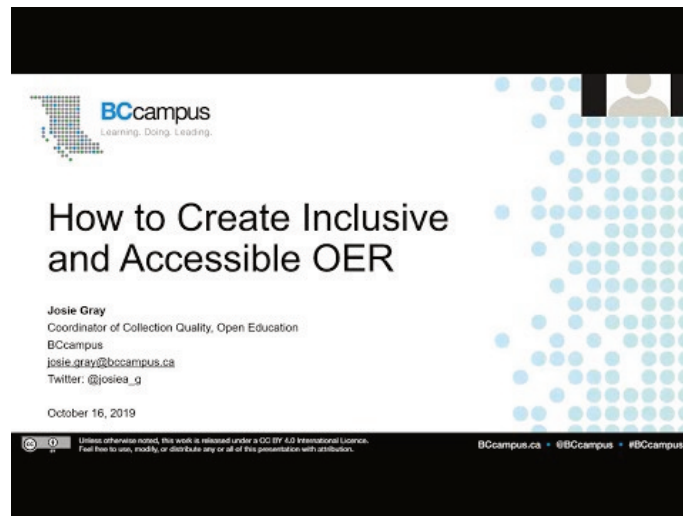 BCcampus
Learning. Doing. Leading.
How to Create Inclusive
and Accessible OER
Josie Gray
Coordinator of Collection Quality, Open Education
BCcampus
josie.gray@bccampus.ca
Twitter: @josiea_g
October 16, 2019
Unless otherwise noted, this work is released under a CC BY 4.0 International Licence.
Feel free to use, modify, or distribute any or all of this presentation with attribution.
BCcampus.ca • @BCcampus • #BCcampus